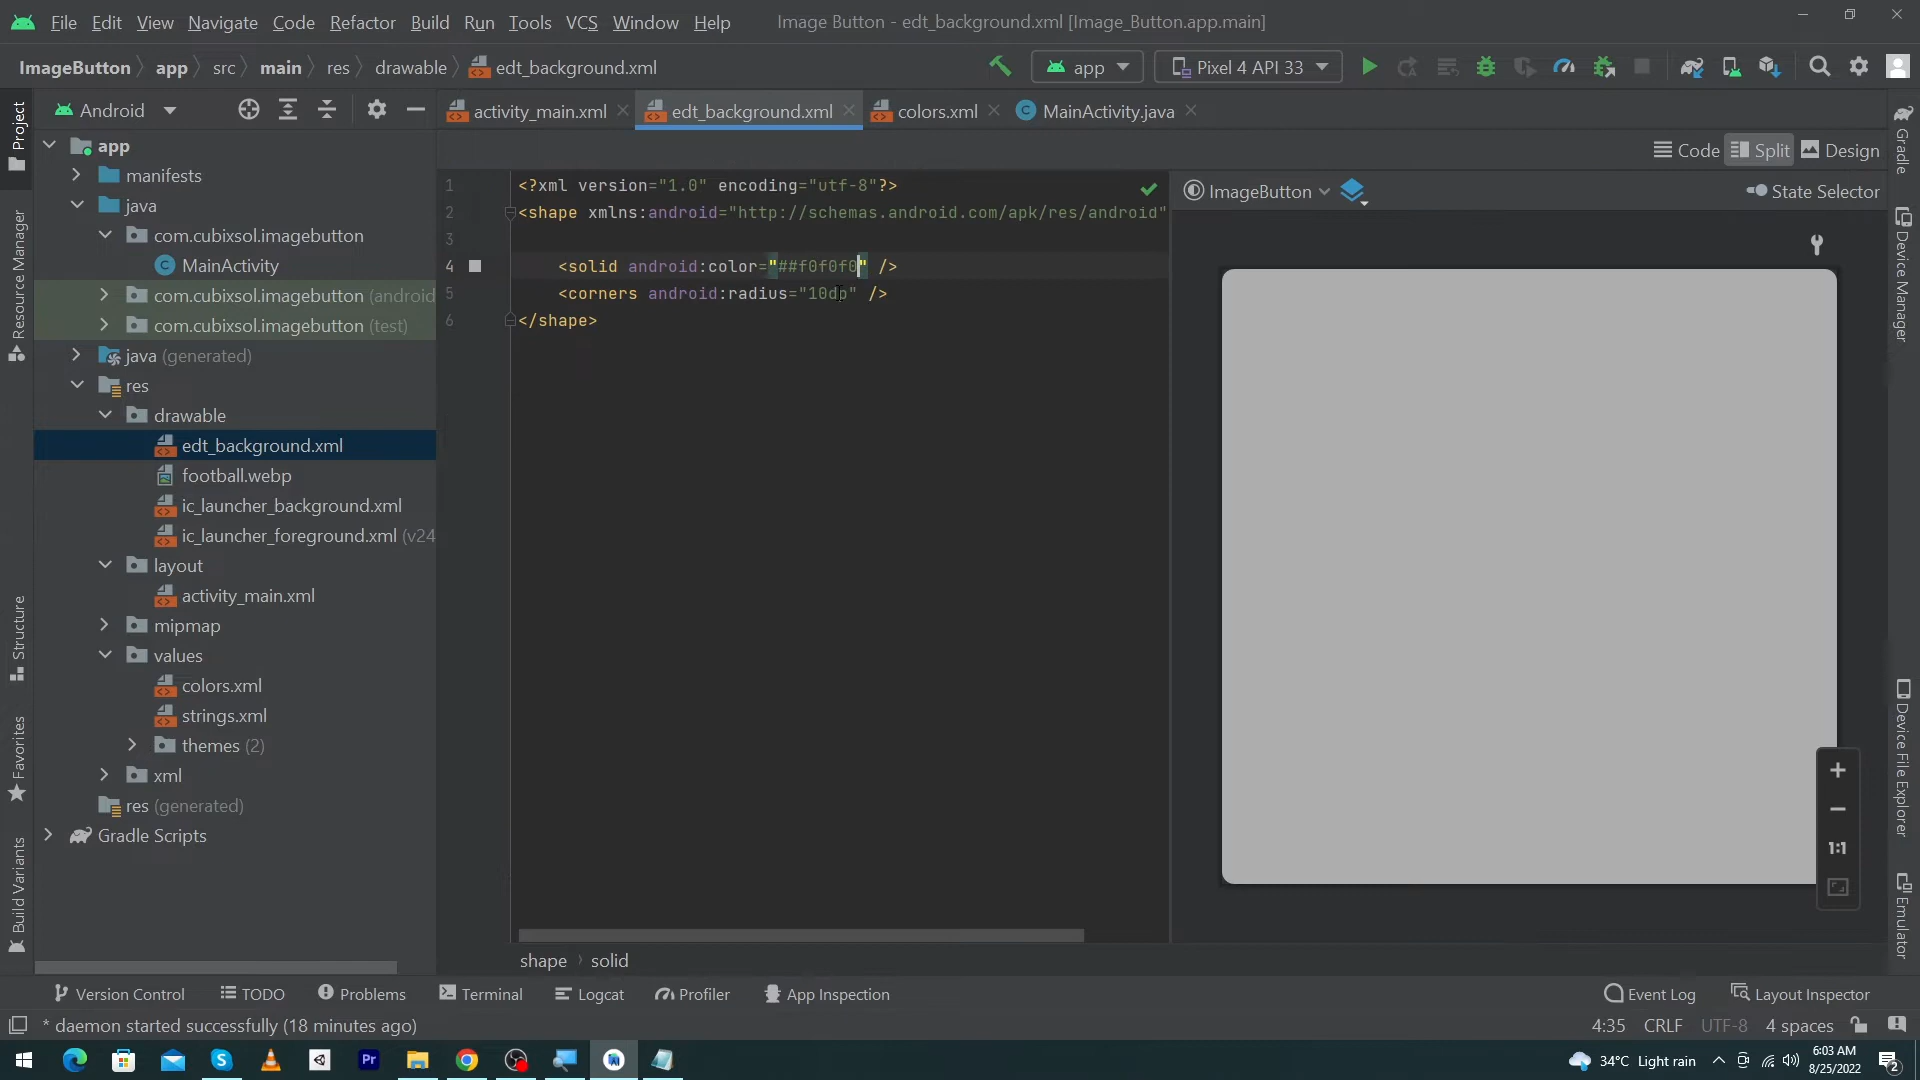 File Edit View Navigate Code Refactor Build Run Tools VCS Window Help Image Button - edt_background.xml [Image_Button.app.main]
ImageButton app src main res drawable edt_background.xml app Pixel 4 API 33
Project
Android
activity_main.xml edt_background.xml colors.xml MainActivity.java
Gradle
Code Split Design
app
manifests
java
com.cubixsol.imagebutton
MainActivity
com.cubixsol.imagebutton (android
com.cubixsol.imagebutton (test)
java (generated)
res
drawable
edt_background.xml
football.webp
ic_launcher_background.xml
ic_launcher_foreground.xml (v24
layout
activity_main.xml
mipmap
values
colors.xml
strings.xml
themes (2)
xml
res (generated)
Gradle Scripts
Resource Manager
Structure
Favorites
Build Variants
1 <?xml version="1.0" encoding="utf-8"?>
2 <shape xmlns:android="http://schemas.android.com/apk/res/android"
3
4 <solid android:color="##f0f0f0" />
5 <corners android:radius="10dp" />
6 </shape>
ImageButton State Selector
1:1
Device Manager
Device File Explorer
Emulator
shape solid
Version Control TODO Problems Terminal Logcat Profiler App Inspection Event Log Layout Inspector
* daemon started successfully (18 minutes ago) 4:35 CRLF UTF-8 4 spaces
Pr
34°C Light rain 6:03 AM
8/25/2022
2